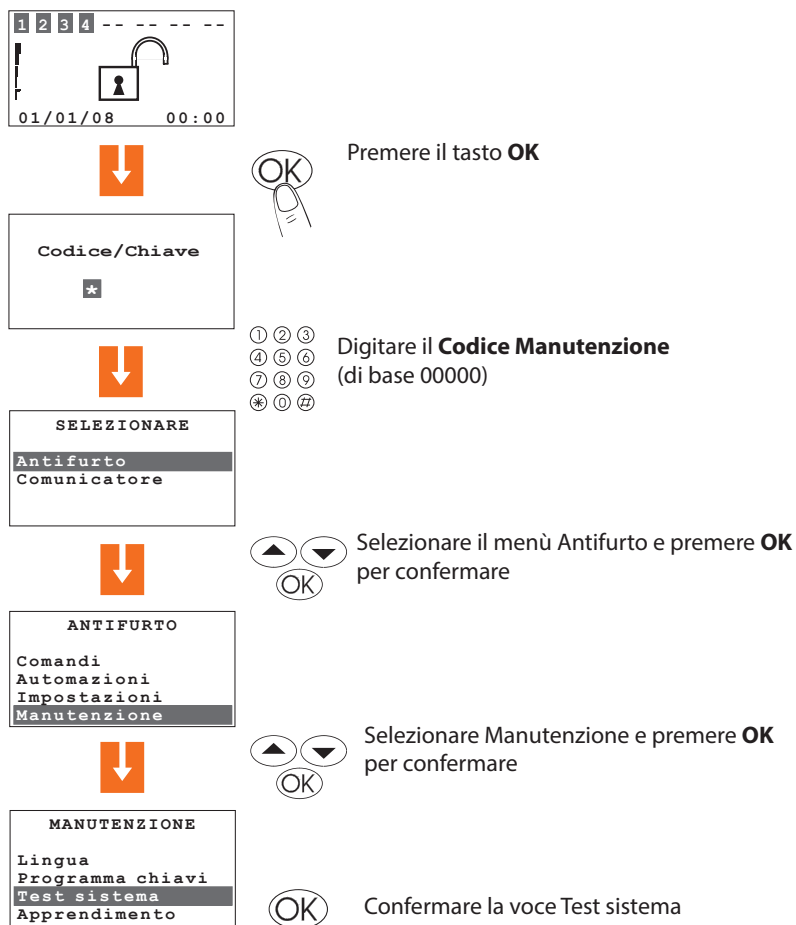 1 2 3 4 -- -- -- --
01/01/08 00:00
OK
Premere il tasto OK
Codice/Chiave
*
1 2 3
4 5 6
7 8 9
* 0 #
Digitare il Codice Manutenzione
(di base 00000)
SELEZIONARE
Antifurto
Comunicatore
OK
Selezionare il menù Antifurto e premere OK
per confermare
ANTIFURTO
Comandi
Automazioni
Impostazioni
Manutenzione
OK
Selezionare Manutenzione e premere OK
per confermare
MANUTENZIONE
Lingua
Programma chiavi
Test sistema
Apprendimento
OK
Confermare la voce Test sistema